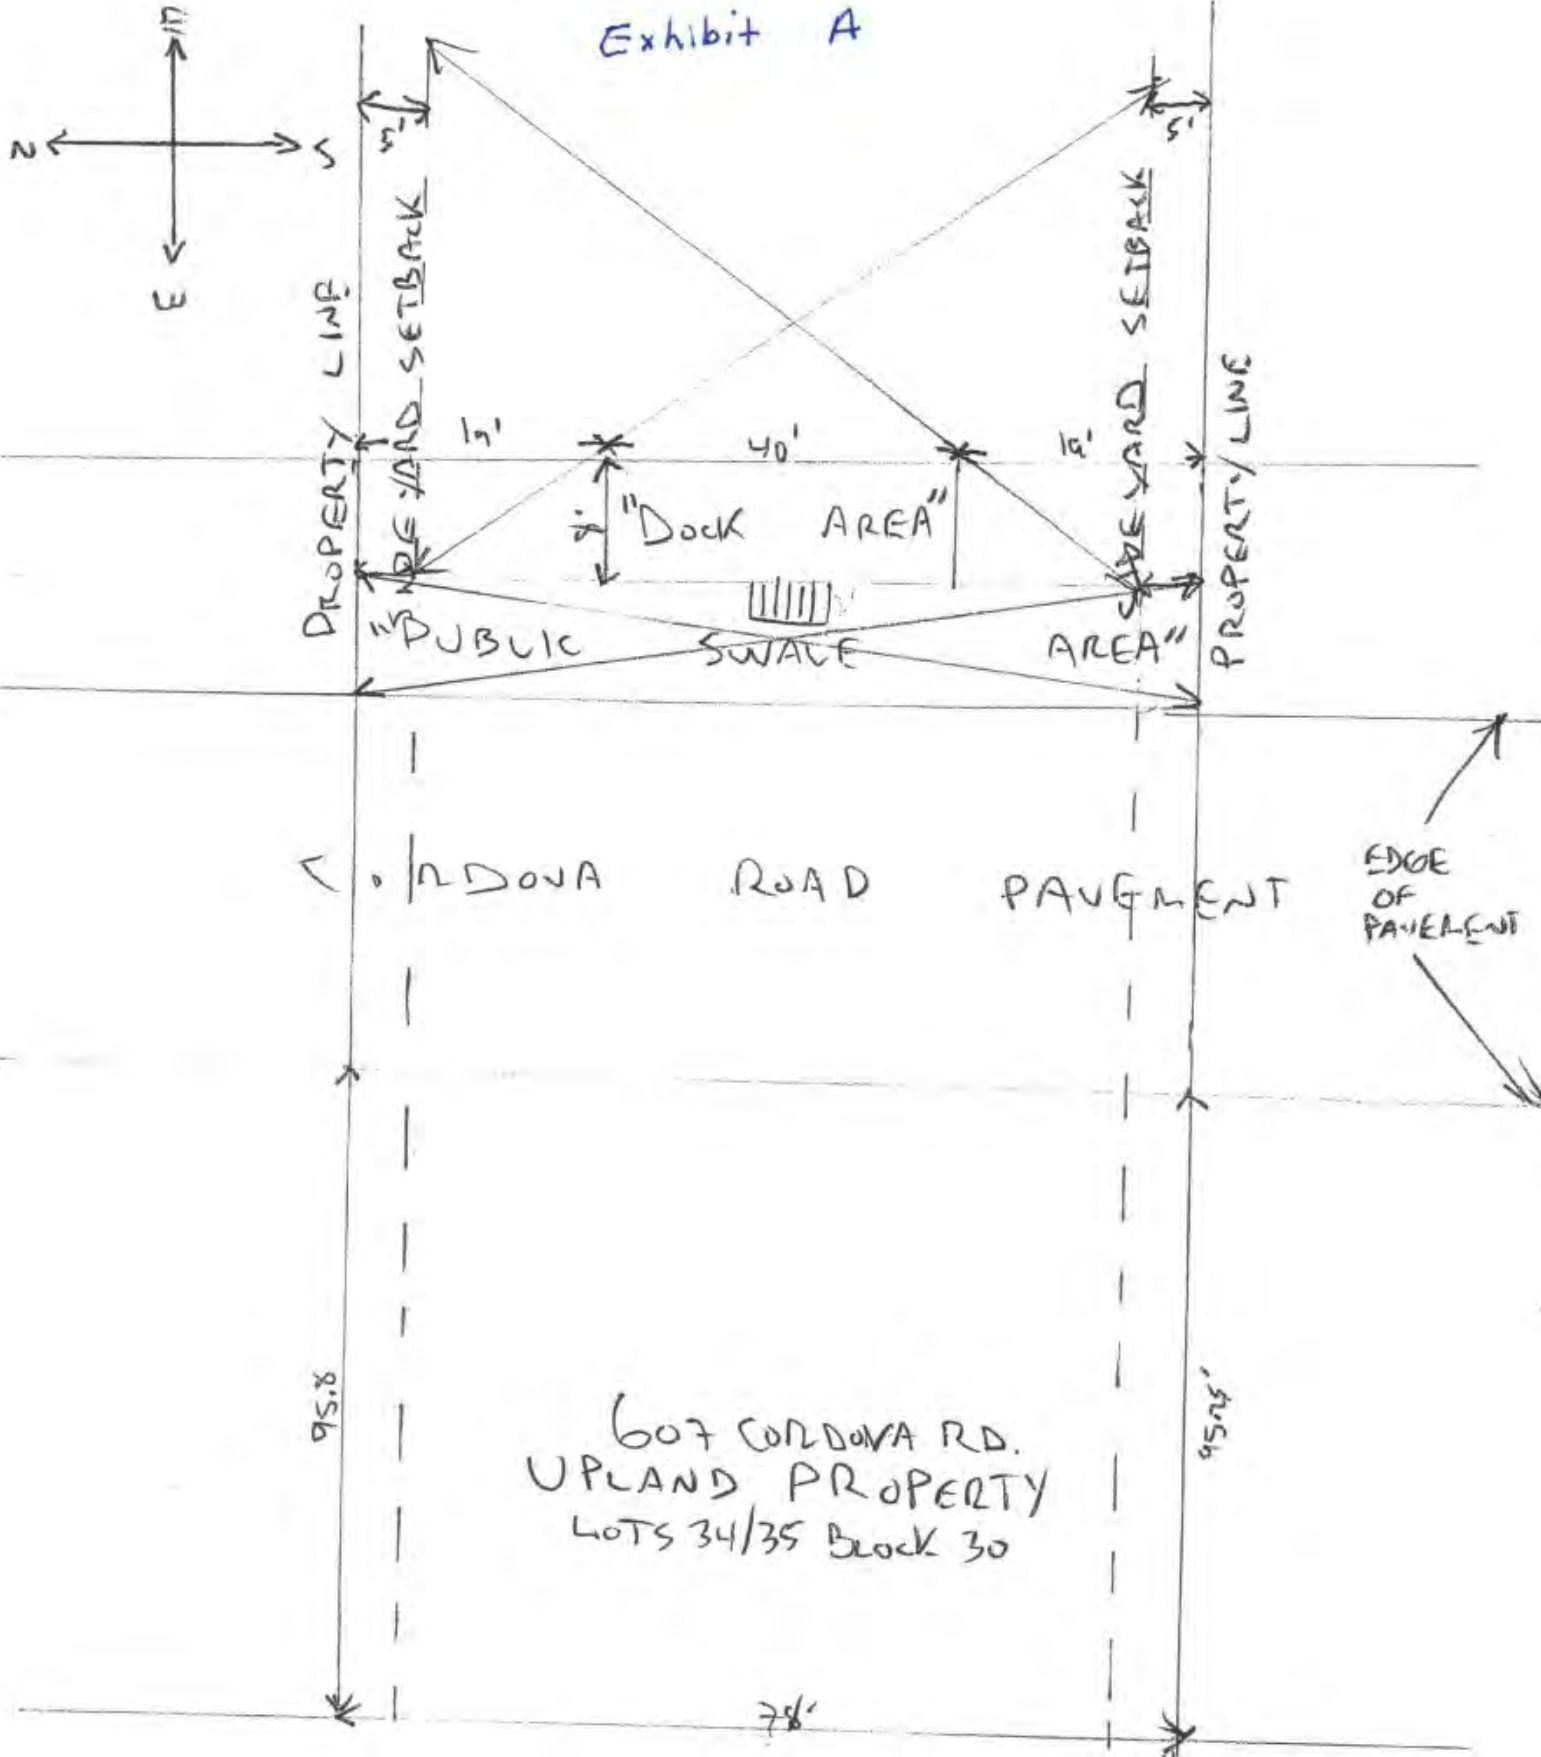 Exhibit A
W
N
S
E
5'
5'
PROPERTY LINE
SIDE YARD SETBACK
SIDE YARD SETBACK
PROPERTY LINE
19'
40'
19'
"DOCK AREA"
"PUBLIC SWALE AREA"
CORDOVA ROAD PAVEMENT
EDGE
OF
PAVEMENT
95.8
95.25'
607 CORDOVA RD.
UPLAND PROPERTY
LOTS 34/35 BLOCK 30
78'